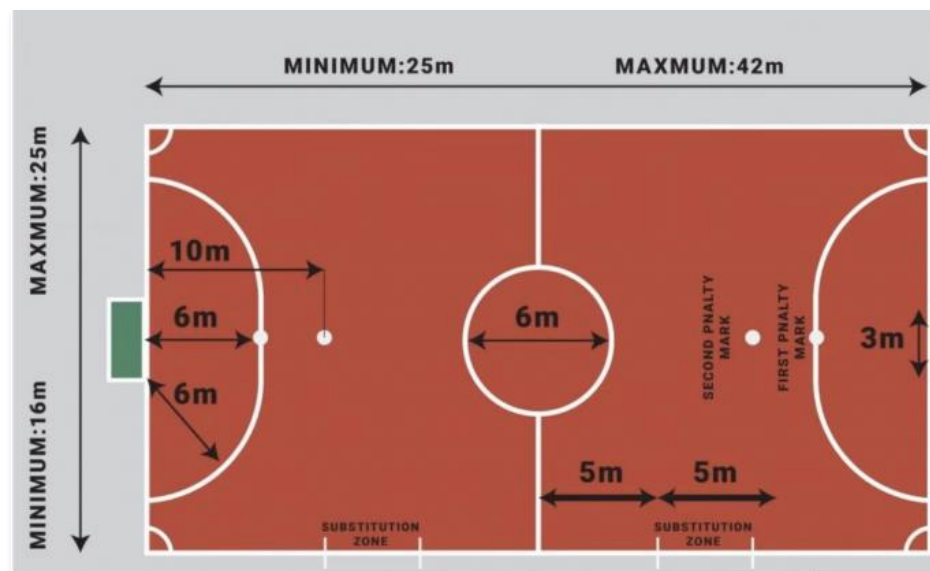 MINIMUM:25m MAXMUM:42m
MAXMUM:25m
MINIMUM:16m
10m
6m
6m
6m
SECOND PNALTY
MARK
FIRST PNALTY
MARK
3m
5m 5m
SUBSTITUTION
ZONE
SUBSTITUTION
ZONE